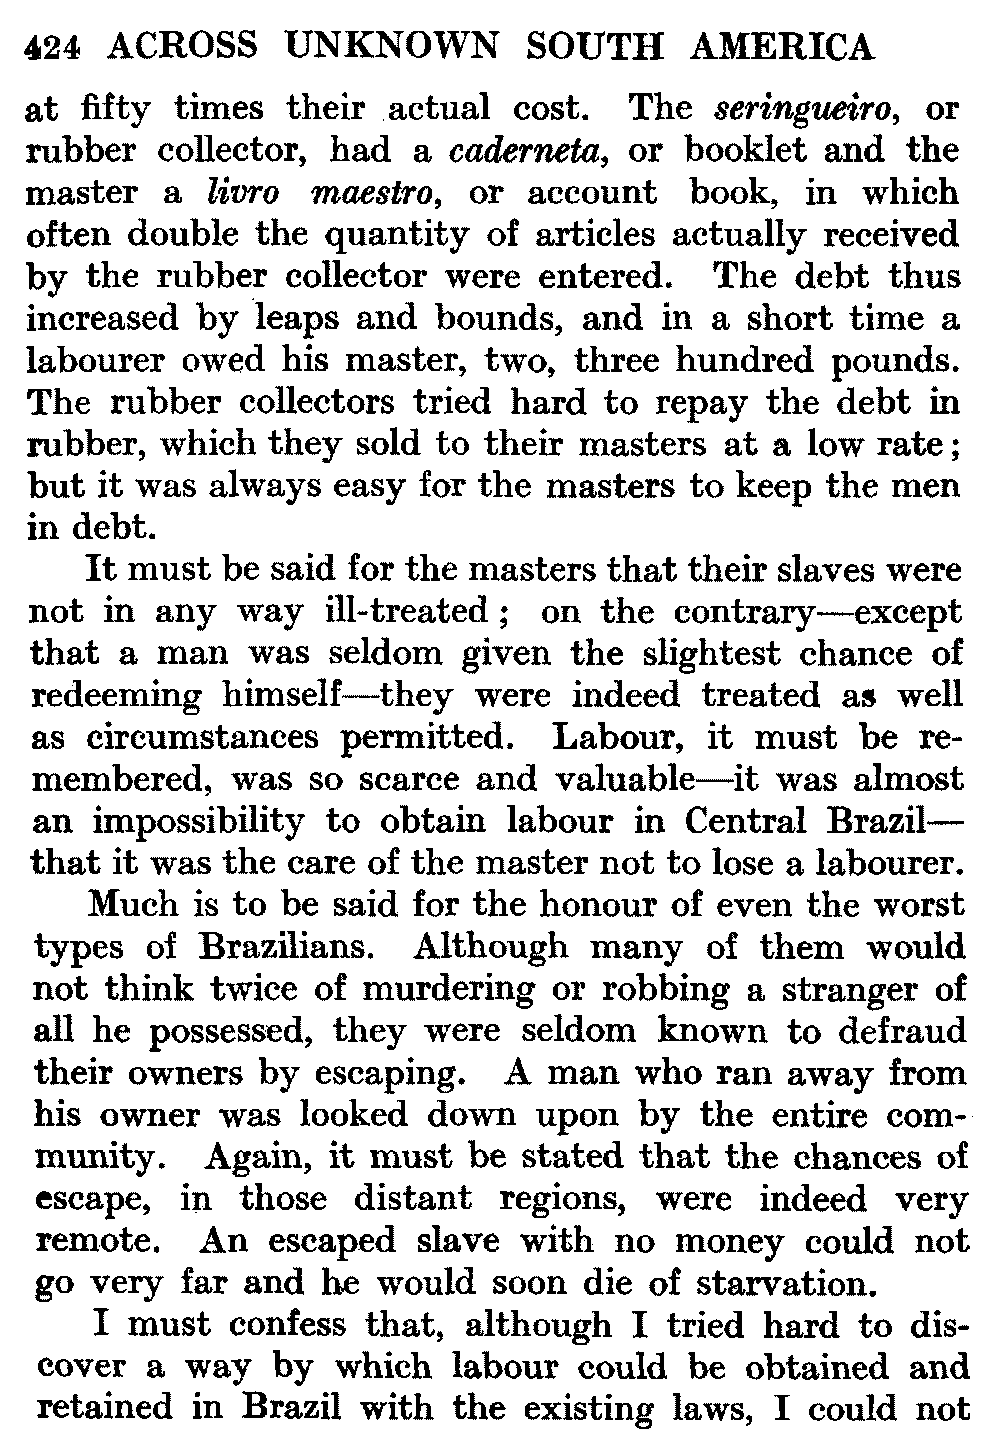 424 ACROSS UNKNOWN SOUTH AMERICA
at fifty times their actual cost. The seringueiro, or
rubber collector, had a caderneta, or booklet and the
master a livro maestro, or account book, in which
often double the quantity of articles actually received
by the rubber collector were entered. The debt thus
increased by leaps and bounds, and in a short time a
labourer owed his master, two, three hundred pounds.
The rubber collectors tried hard to repay the debt in
rubber, which they sold to their masters at a low rate;
but it was always easy for the masters to keep the men
in debt.
It must be said for the masters that their slaves were
not in any way ill-treated; on the contrary—except
that a man was seldom given the slightest chance of
redeeming himself—they were indeed treated as well
as circumstances permitted. Labour, it must be re-
membered, was so scarce and valuable—it was almost
an impossibility to obtain labour in Central Brazil—
that it was the care of the master not to lose a labourer.
Much is to be said for the honour of even the worst
types of Brazilians. Although many of them would
not think twice of murdering or robbing a stranger of
all he possessed, they were seldom known to defraud
their owners by escaping. A man who ran away from
his owner was looked down upon by the entire com-
munity. Again, it must be stated that the chances of
escape, in those distant regions, were indeed very
remote. An escaped slave with no money could not
go very far and he would soon die of starvation.
I must confess that, although I tried hard to dis-
cover a way by which labour could be obtained and
retained in Brazil with the existing laws, I could not